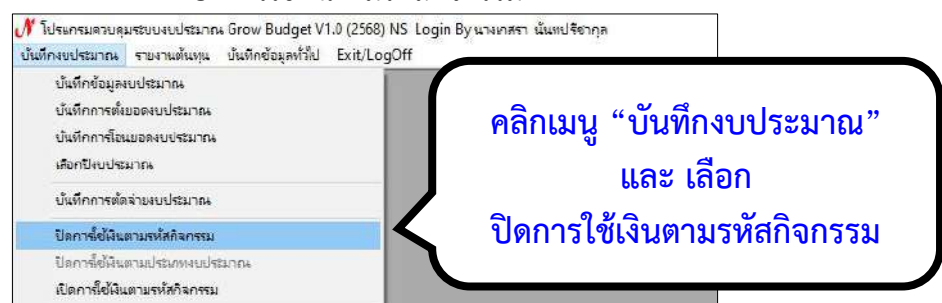 โปรแกรมควบคุมระบบงบประมาณ Grow Budget V1.0 (2568) NS Login By นางเกสรา นันทปรีชากุล
บันทึกงบประมาณ รายงานต้นทุน บันทึกข้อมูลทั่วไป Exit/LogOff
บันทึกข้อมูลงบประมาณ
บันทึกการตั้งยอดงบประมาณ
บันทึกการโอนยอดงบประมาณ
เลือกปีงบประมาณ
บันทึกการตัดจ่ายงบประมาณ
ปิดการใช้เงินตามรหัสกิจกรรม
ปิดการใช้เงินตามประเภทงบประมาณ
เปิดการใช้เงินตามรหัสกิจกรรม
คลิกเมนู “บันทึกงบประมาณ”
และ เลือก
ปิดการใช้เงินตามรหัสกิจกรรม